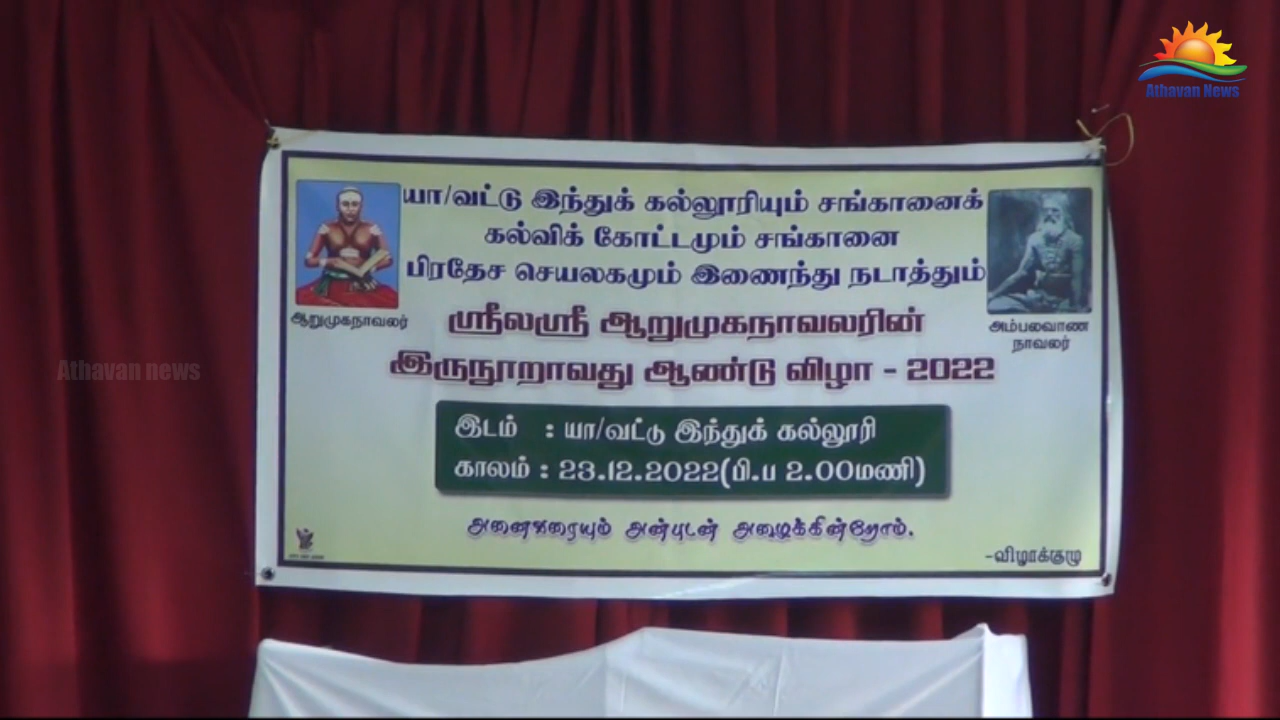 Athavan News
யா/வட்டு இந்துக் கல்லூரியும் சங்கானைக்
கல்விக் கோட்டமும் சங்கானை
பிரதேச செயலகமும் இணைந்து நடாத்தும்
ஆறுமுகநாவலர்
அம்பலவாண
நாவலர்
ஸ்ரீலஸ்ரீ ஆறுமுகநாவலரின்
இருநூறாவது ஆண்டு விழா - 2022
Athavan news
இடம் : யா/வட்டு இந்துக் கல்லூரி
காலம் : 23.12.2022(பி.ப 2.00மணி)
அனைவரையும் அன்புடன் அழைக்கின்றோம்.
-விழாக்குழு